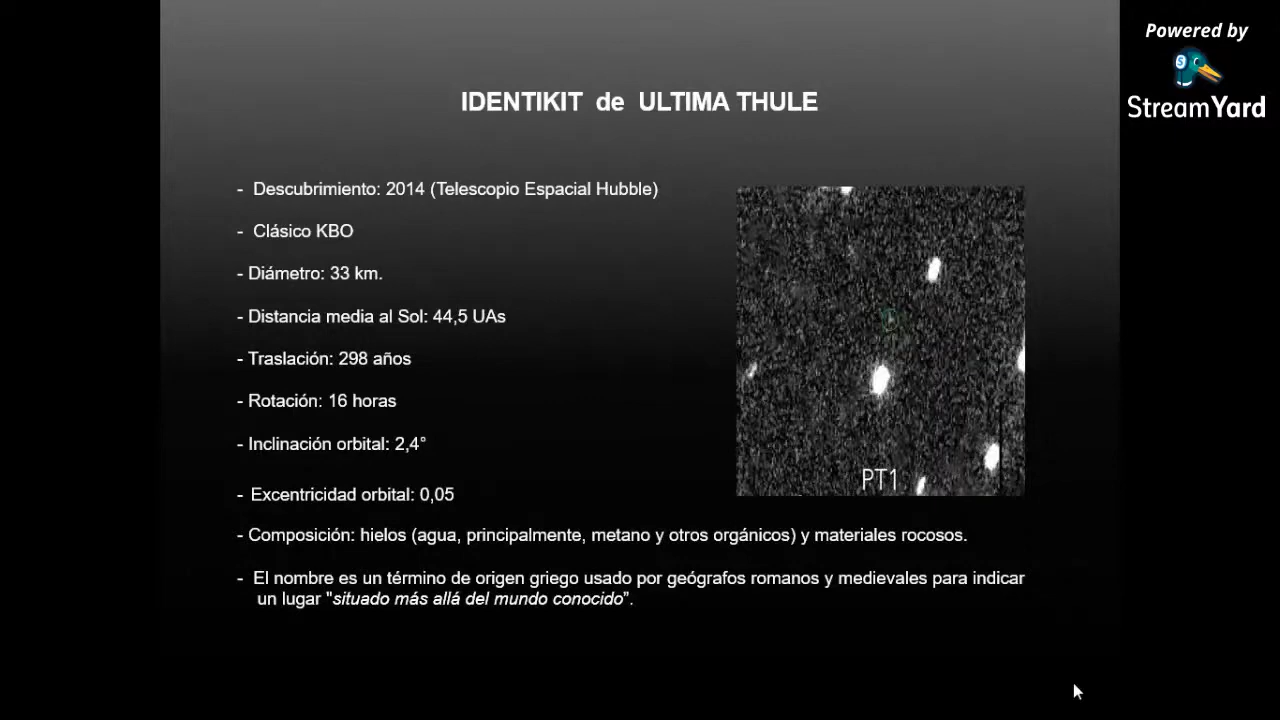 Powered by
StreamYard
IDENTIKIT de ULTIMA THULE
- Descubrimiento: 2014 (Telescopio Espacial Hubble)
- Clásico KBO
- Diámetro: 33 km.
- Distancia media al Sol: 44,5 UAs
- Traslación: 298 años
- Rotación: 16 horas
- Inclinación orbital: 2,4°
- Excentricidad orbital: 0,05
- Composición: hielos (agua, principalmente, metano y otros orgánicos) y materiales rocosos.
- El nombre es un término de origen griego usado por geógrafos romanos y medievales para indicar
un lugar "situado más allá del mundo conocido”.
PT1